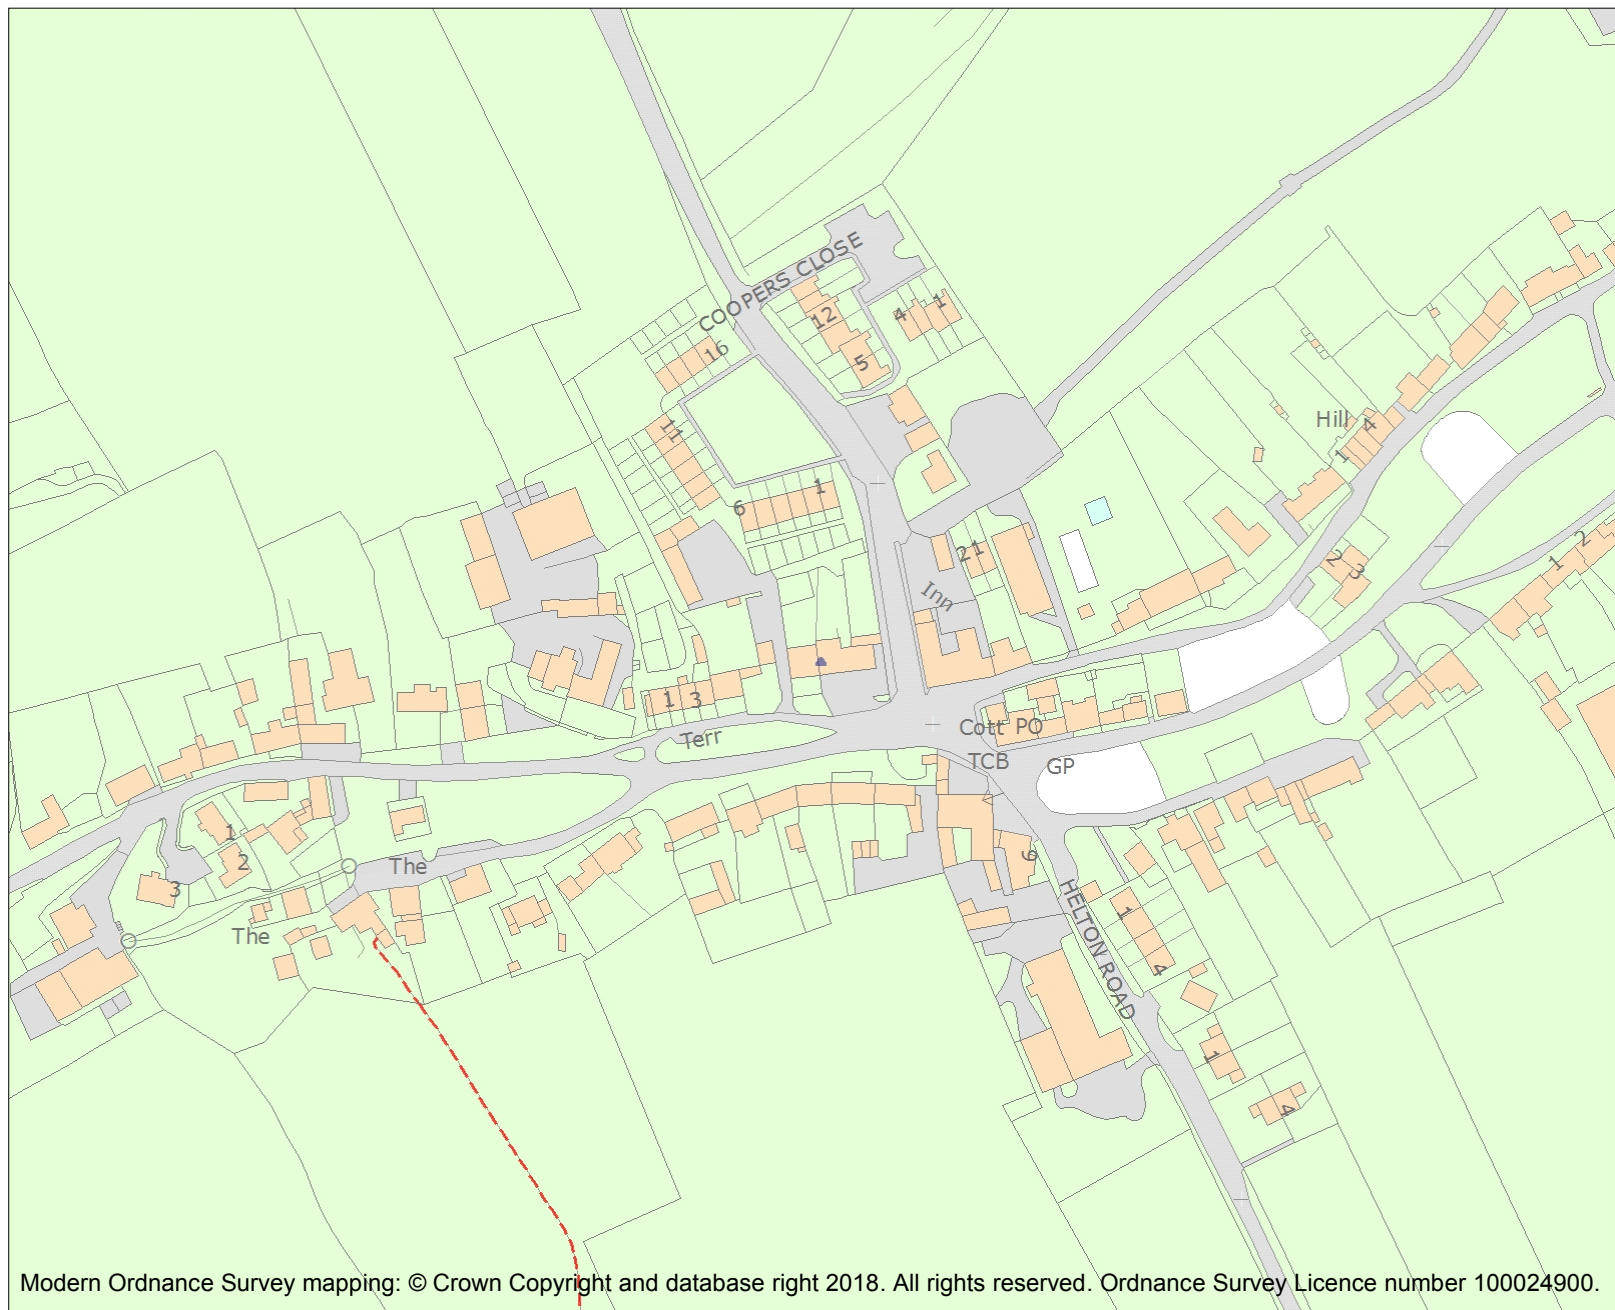 COOPERS CLOSE
12
4
1
16
5
11
Hill
4
1
1
6
2 1
2
1
2
3
Inn
1 3
Terr
Cott PO
TCB
GP
1
2
The
3
9
The
1
HELTON ROAD
4
1
4
Modern Ordnance Survey mapping: © Crown Copyright and database right 2018. All rights reserved. Ordnance Survey Licence number 100024900.